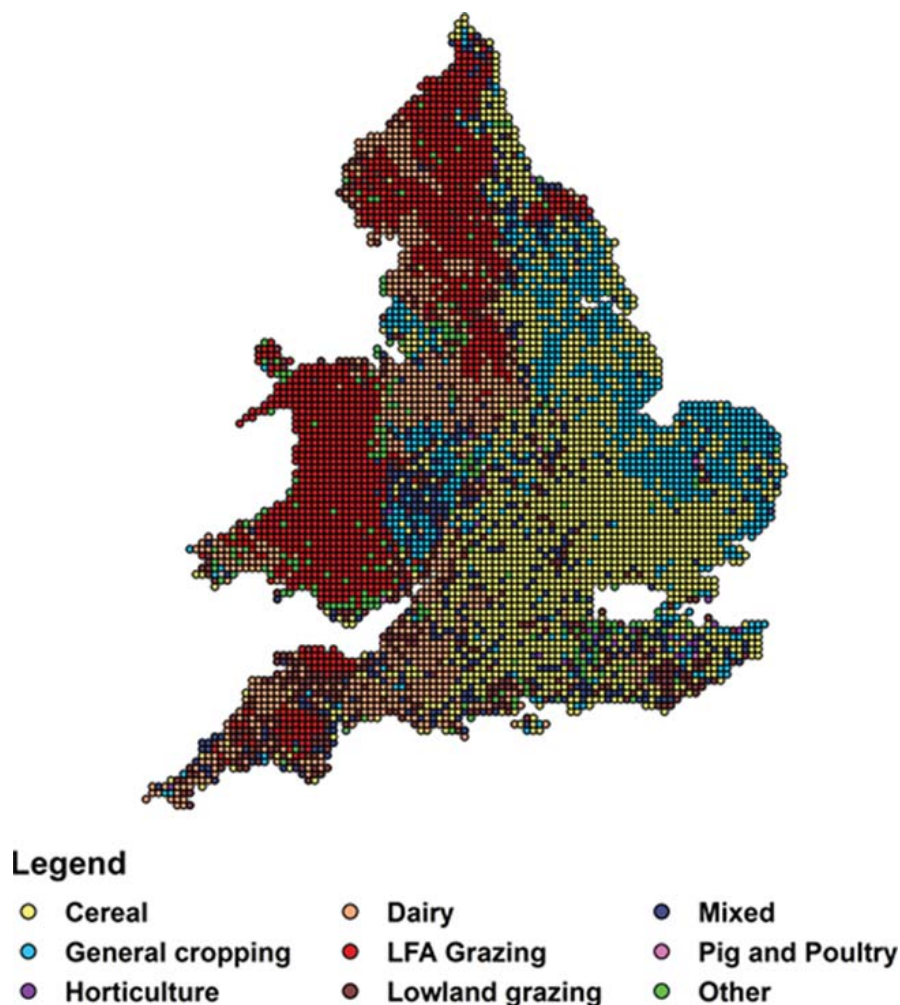 Legend
Cereal Dairy Mixed
General cropping LFA Grazing Pig and Poultry
Horticulture Lowland grazing Other